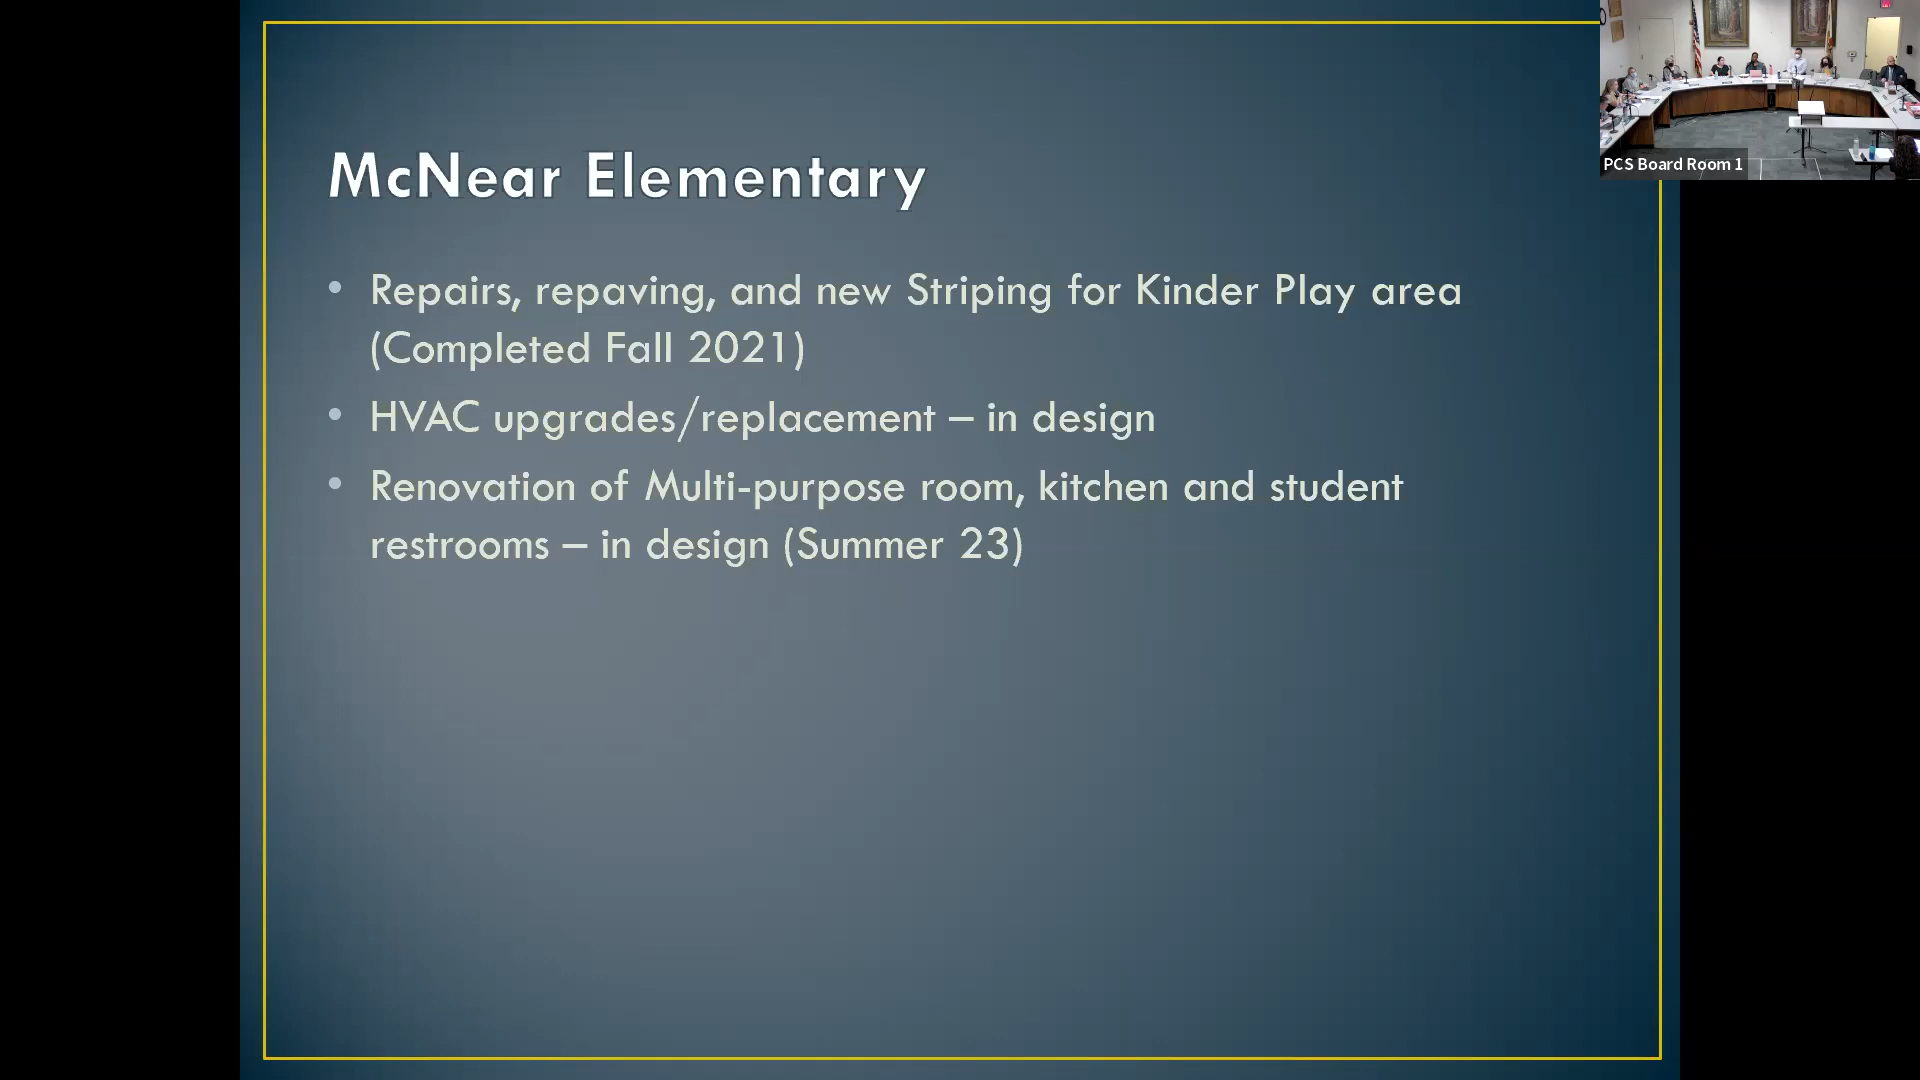 McNear Elementary
• Repairs, repaving, and new Striping for Kinder Play area
(Completed Fall 2021)
• HVAC upgrades/replacement – in design
• Renovation of Multi-purpose room, kitchen and student
restrooms – in design (Summer 23)
PCS Board Room 1